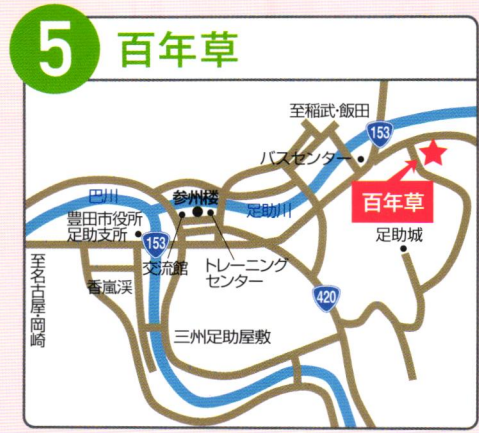 5 百年草
至稲武・飯田
153
バスセンター
百年草
巴川
参州楼
足助川
豊田市役所
足助支所
153
交流館
トレーニング
センター
足助城
至名古屋・岡崎
香嵐渓
420
三州足助屋敷